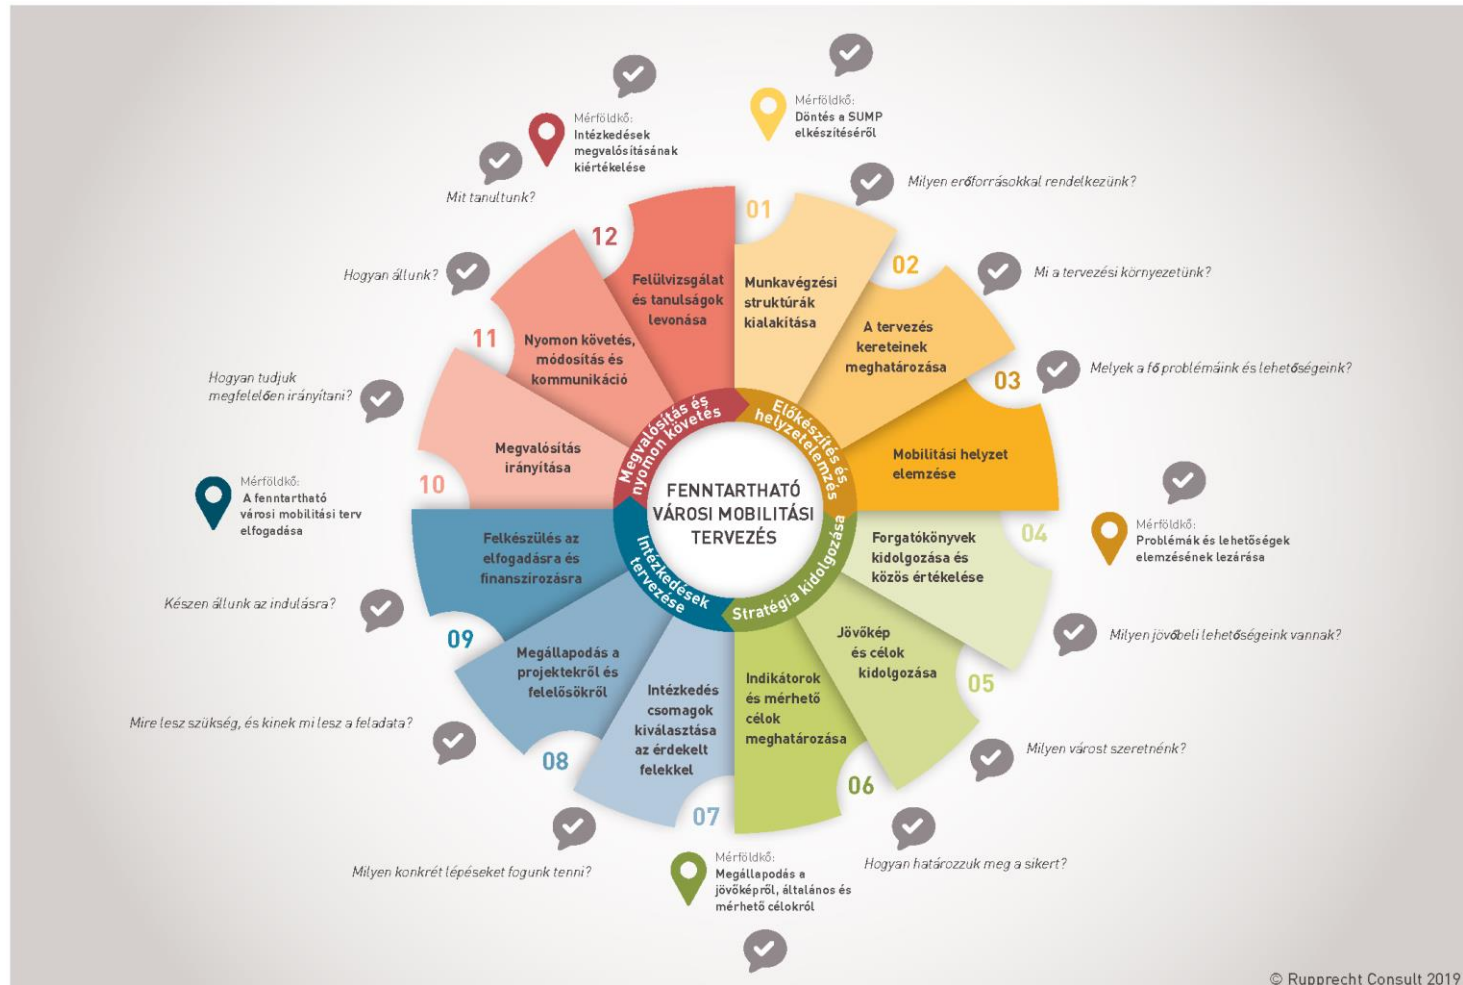 FENNTARTHATÓ
VÁROSI MOBILITÁSI
TERVEZÉS
Előkészítés és
helyzetelemzés
Stratégia kidolgozása
Intézkedések
tervezése
Megvalósítás és
nyomon követés
Mérföldkő:
Döntés a SUMP
elkészítéséről
01
Munkavégzési
struktúrák
kialakítása
Milyen erőforrásokkal rendelkezünk?
02
A tervezés
kereteinek
meghatározása
Mi a tervezési környezetünk?
03
Mobilitási helyzet
elemzése
Melyek a fő problémáink és lehetőségeink?
Mérföldkő:
Problémák és lehetőségek
elemzésének lezárása
04
Forgatókönyvek
kidolgozása és
közös értékelése
Milyen jövőbeli lehetőségeink vannak?
05
Jövőkép
és célok
kidolgozása
Milyen várost szeretnénk?
06
Indikátorok
és mérhető
célok
meghatározása
Hogyan határozzuk meg a sikert?
Mérföldkő:
Megállapodás a
jövőképről, általános és
mérhető célokról
07
Intézkedés
csomagok
kiválasztása
az érdekelt
felekkel
Milyen konkrét lépéseket fogunk tenni?
08
Megállapodás a
projektekről és
felelősökről
Mire lesz szükség, és kinek mi lesz a feladata?
09
Felkészülés az
elfogadásra és
finanszírozásra
Készen állunk az indulásra?
Mérföldkő:
A fenntartható
városi mobilitási terv
elfogadása
10
Megvalósítás
irányítása
Hogyan tudjuk
megfelelően irányítani?
11
Nyomon követés,
módosítás és
kommunikáció
Hogyan állunk?
12
Felülvizsgálat
és tanulságok
levonása
Mit tanultunk?
Mérföldkő:
Intézkedések
megvalósításának
kiértékelése
© Rupprecht Consult 2019